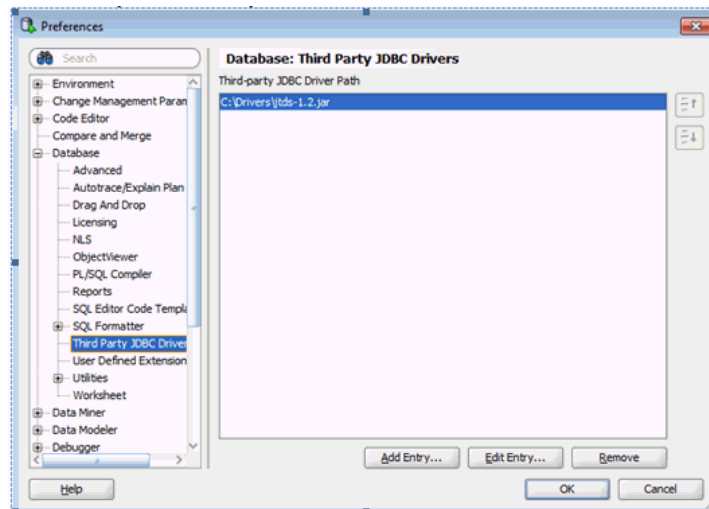 Preferences
Search
Database: Third Party JDBC Drivers
Third-party JDBC Driver Path
C:\Drivers\jtds-1.2.jar
Environment
Change Management Param
Code Editor
Compare and Merge
Database
Advanced
Autotrace/Explain Plan
Drag And Drop
Licensing
NLS
ObjectViewer
PL/SQL Compiler
Reports
SQL Editor Code Templa
SQL Formatter
Third Party JDBC Driver
User Defined Extension
Utilities
Worksheet
Data Miner
Data Modeler
Debugger
Add Entry...
Edit Entry...
Remove
Help
OK
Cancel